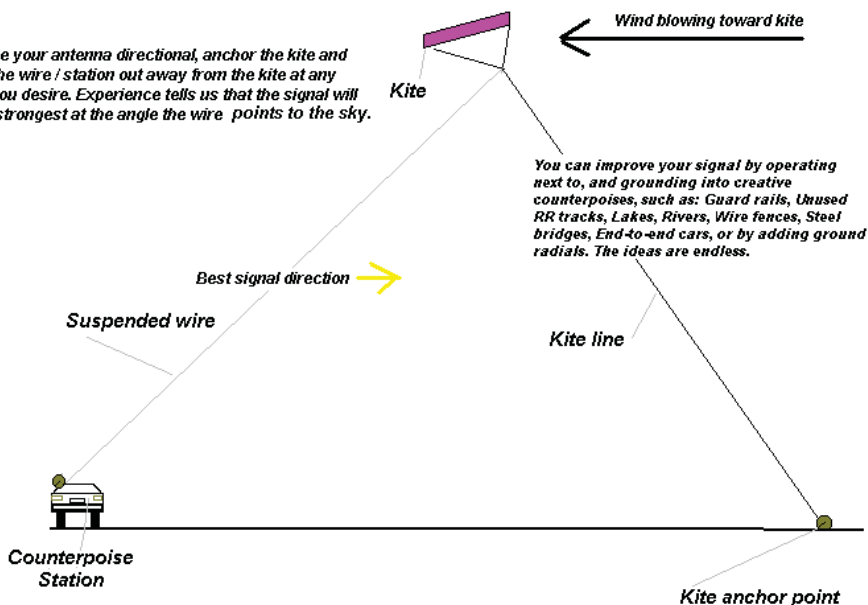 Wind blowing toward kite
your antenna directional, anchor the kite and
wire / station out away from the kite at any
you desire. Experience tells us that the signal will
strongest at the angle the wire points to the sky.
Kite
You can improve your signal by operating
next to, and grounding into creative
counterpoises, such as: Guard rails, Unused
RR tracks, Lakes, Rivers, Wire fences, Steel
bridges, End-to-end cars, or by adding ground
radials. The ideas are endless.
Best signal direction
Suspended wire
Kite line
Counterpoise
Station
Kite anchor point